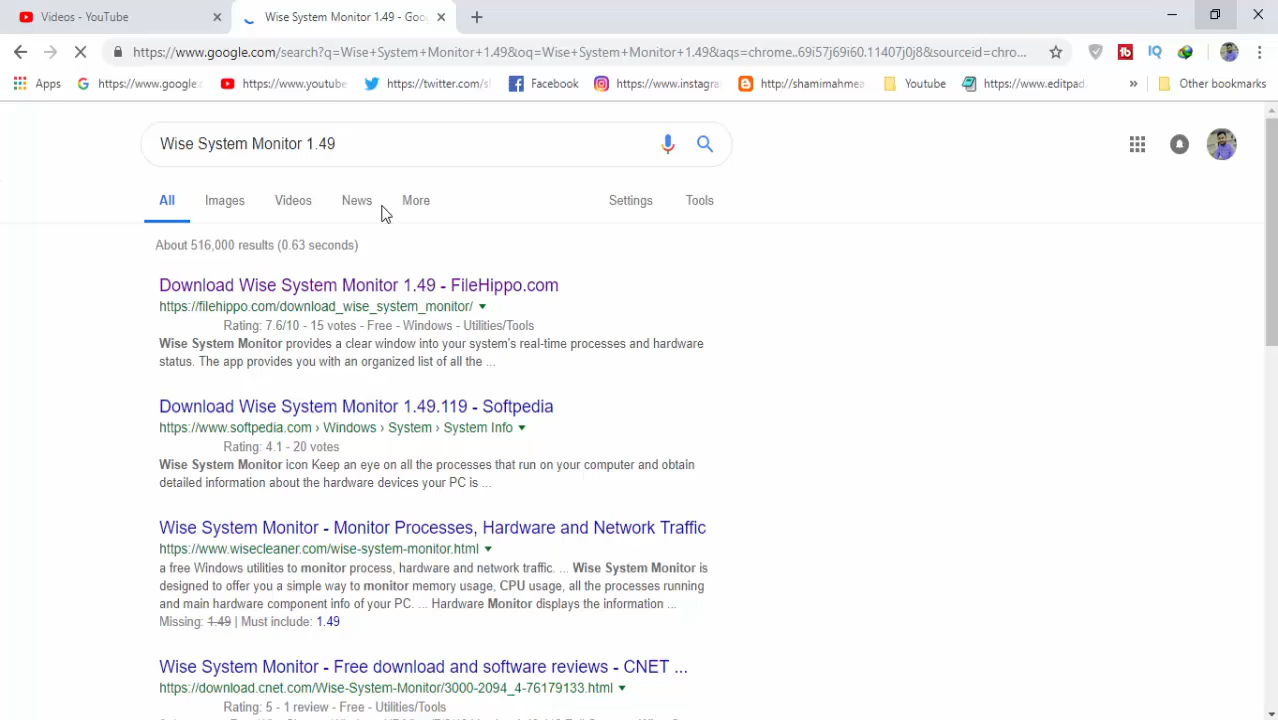 Videos - YouTube
Wise System Monitor 1.49 - Goo
https://www.google.com/search?q=Wise+System+Monitor+1.49&oq=Wise+System+Monitor+1.49&aqs=chrome..69i57j69i60.11407j0j8&sourceid=chro...
Apps
https://www.google.
https://www.youtube
https://twitter.com/sl
Facebook
https://www.instagra
http://shamimahmea
Youtube
https://www.editpad.
»
Other bookmarks
Wise System Monitor 1.49
All
Images
Videos
News
More
Settings
Tools
About 516,000 results (0.63 seconds)
Download Wise System Monitor 1.49 - FileHippo.com
https://filehippo.com/download_wise_system_monitor/
Rating: 7.6/10 - 15 votes - Free - Windows - Utilities/Tools
Wise System Monitor provides a clear window into your system's real-time processes and hardware
status. The app provides you with an organized list of all the ...
Download Wise System Monitor 1.49.119 - Softpedia
https://www.softpedia.com › Windows › System › System Info
Rating: 4.1 - 20 votes
Wise System Monitor icon Keep an eye on all the processes that run on your computer and obtain
detailed information about the hardware devices your PC is ...
Wise System Monitor - Monitor Processes, Hardware and Network Traffic
https://www.wisecleaner.com/wise-system-monitor.html
a free Windows utilities to monitor process, hardware and network traffic. ... Wise System Monitor is
designed to offer you a simple way to monitor memory usage, CPU usage, all the processes running
and main hardware component info of your PC. ... Hardware Monitor displays the information ...
Missing: 1.49 | Must include: 1.49
Wise System Monitor - Free download and software reviews - CNET ...
https://download.cnet.com/Wise-System-Monitor/3000-2094_4-76179133.html
Rating: 5 - 1 review - Free - Utilities/Tools